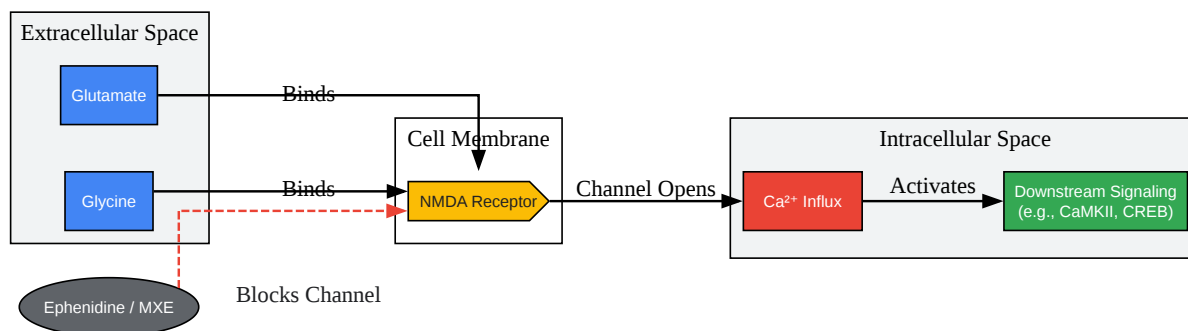 Extracellular Space
Glutamate
Binds
Cell Membrane
Intracellular Space
Glycine
Binds
NMDA Receptor
Channel Opens
Ca²⁺ Influx
Activates
Downstream Signaling
(e.g., CaMKII, CREB)
Ephenidine / MXE
Blocks Channel